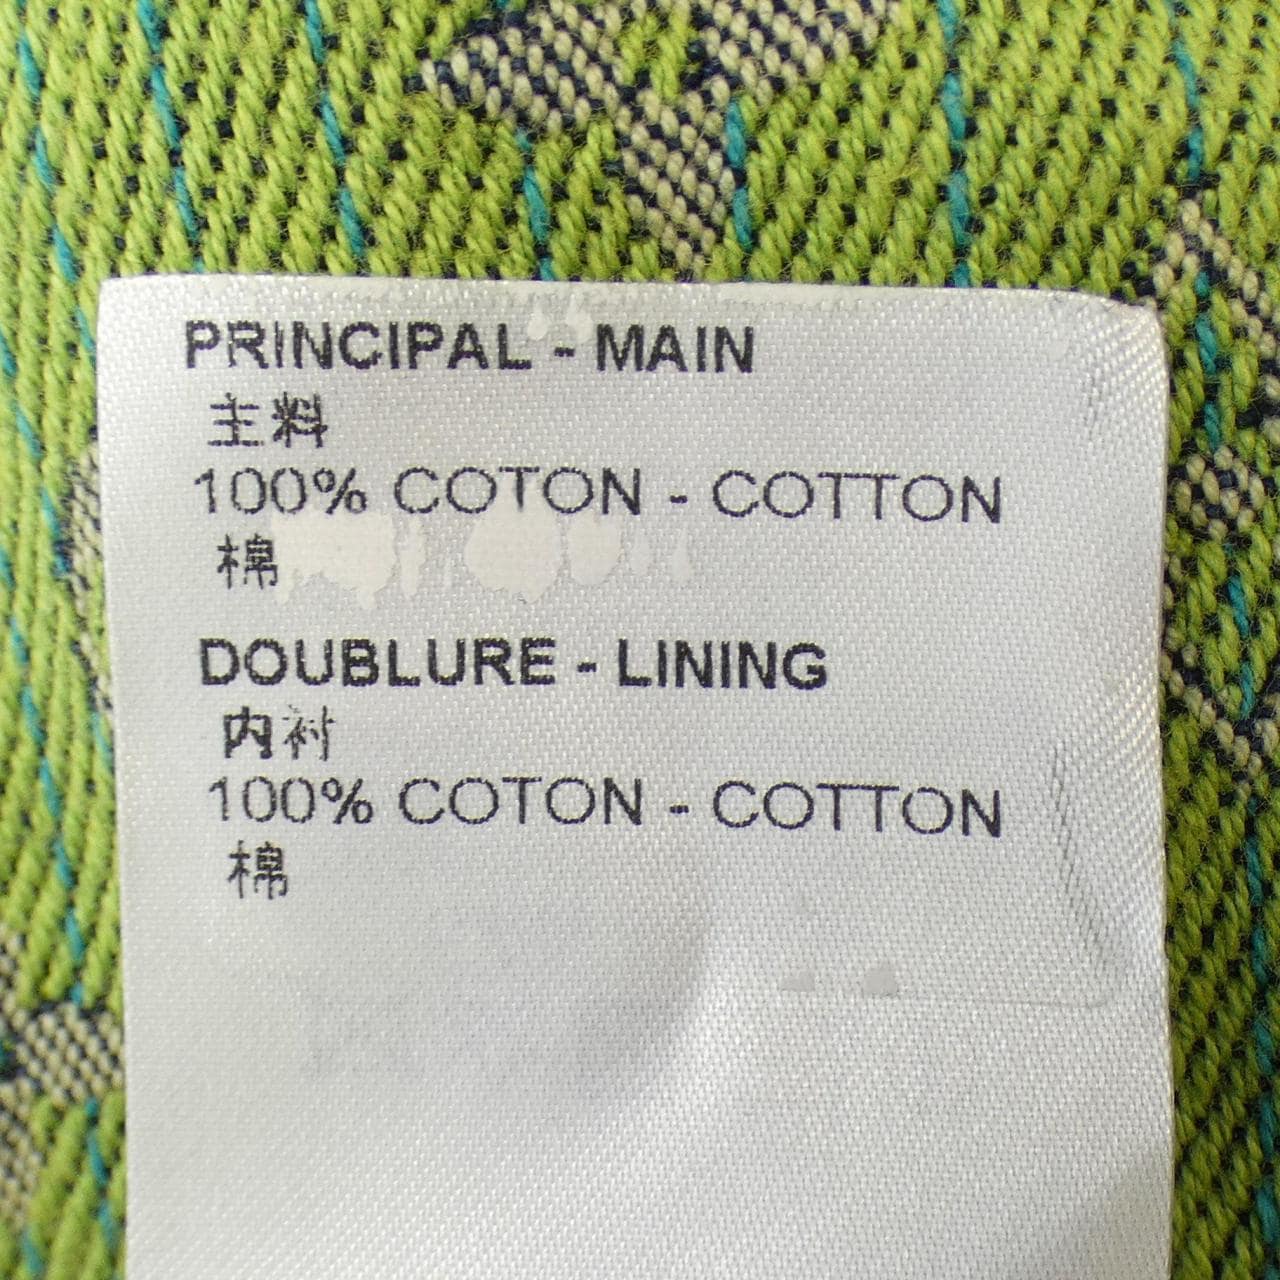 PRINCIPAL - MAIN
主料
100% COTON - COTTON
棉
DOUBLURE - LINING
内衬
100% COTON - COTTON
棉